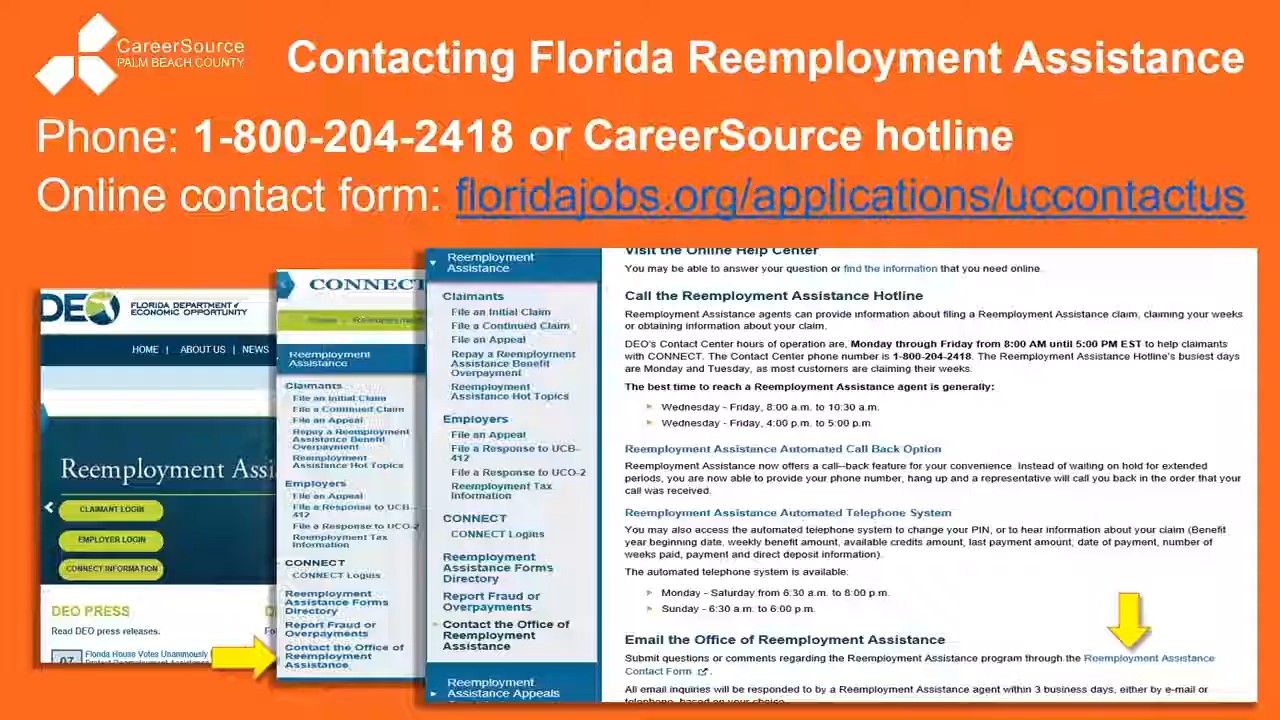 CareerSource
PALM BEACH COUNTY
Contacting Florida Reemployment Assistance
Phone: 1-800-204-2418 or CareerSource hotline
Online contact form: floridajobs.org/applications/uccontactus
DEO
FLORIDA DEPARTMENT of
ECONOMIC OPPORTUNITY
HOME | ABOUT US | NEWS
Reemployment Assi
CLAIMANT LOGIN
EMPLOYER LOGIN
CONNECT INFORMATION
DEO PRESS
Read DEO press releases.
07
Florida House Votes Unanimously
CONNECT
Reemployment
Assistance
Claimants
File an Initial Claim
File a Continued Claim
File an Appeal
Repay a Reemployment
Assistance Benefit
Overpayment
Reemployment
Assistance Hot Topics
Employers
File an Appeal
File a Response to UCB-
412
File a Response to UCO-2
Reemployment Tax
Information
CONNECT
CONNECT Logins
Reemployment
Assistance Forms
Directory
Report Fraud or
Overpayments
Contact the Office of
Reemployment
Assistance
Reemployment
Assistance
Claimants
File an Initial Claim
File a Continued Claim
File an Appeal
Repay a Reemployment
Assistance Benefit
Overpayment
Reemployment
Assistance Hot Topics
Employers
File an Appeal
File a Response to UCB-
412
File a Response to UCO-2
Reemployment Tax
Information
CONNECT
CONNECT Logins
Reemployment
Assistance Forms
Directory
Report Fraud or
Overpayments
Contact the Office of
Reemployment
Assistance
Reemployment
Assistance Appeals
Visit the Online Help Center
You may be able to answer your question or find the information that you need online.
Call the Reemployment Assistance Hotline
Reemployment Assistance agents can provide information about filing a Reemployment Assistance claim, claiming your weeks
or obtaining information about your claim.
DEO's Contact Center hours of operation are, Monday through Friday from 8:00 AM until 5:00 PM EST to help claimants
with CONNECT. The Contact Center phone number is 1-800-204-2418. The Reemployment Assistance Hotline's busiest days
are Monday and Tuesday, as most customers are claiming their weeks.
The best time to reach a Reemployment Assistance agent is generally:
Wednesday - Friday, 8:00 a.m. to 10:30 a.m.
Wednesday - Friday, 4:00 p.m. to 5:00 p.m.
Reemployment Assistance Automated Call Back Option
Reemployment Assistance now offers a call--back feature for your convenience. Instead of waiting on hold for extended
periods, you are now able to provide your phone number, hang up and a representative will call you back in the order that your
call was received.
Reemployment Assistance Automated Telephone System
You may also access the automated telephone system to change your PIN, or to hear information about your claim (Benefit
year beginning date, weekly benefit amount, available credits amount, last payment amount, date of payment, number of
weeks paid, payment and direct deposit information).
The automated telephone system is available:
Monday - Saturday from 6:30 a.m. to 8:00 p.m.
Sunday - 6:30 a.m. to 6:00 p.m.
Email the Office of Reemployment Assistance
Submit questions or comments regarding the Reemployment Assistance program through the Reemployment Assistance
Contact Form .
All email inquiries will be responded to by a Reemployment Assistance agent within 3 business days, either by e-mail or
telephone, based on your choice.